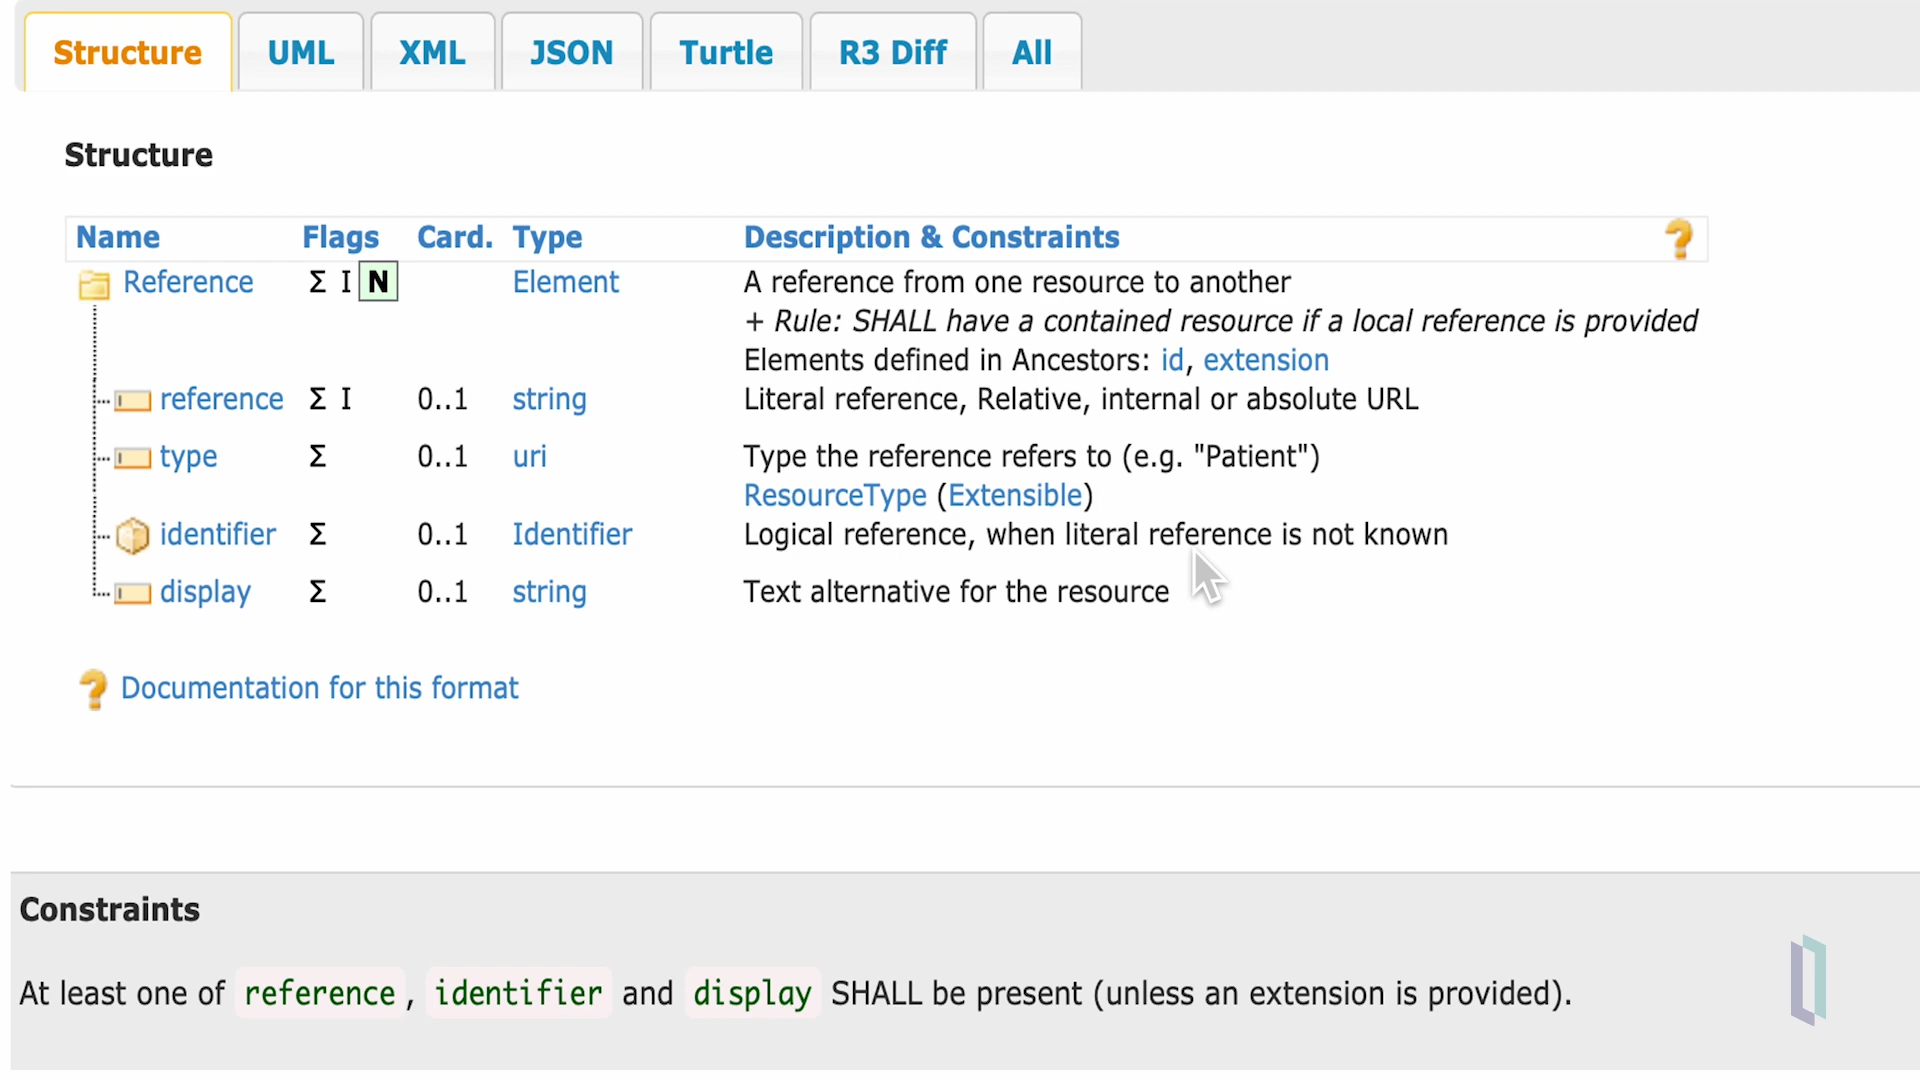 Structure UML XML JSON Turtle R3 Diff All
Structure
Name Flags Card. Type Description & Constraints
Reference Σ I N Element A reference from one resource to another
+ Rule: SHALL have a contained resource if a local reference is provided
Elements defined in Ancestors: id, extension
reference Σ I 0..1 string Literal reference, Relative, internal or absolute URL
type Σ 0..1 uri Type the reference refers to (e.g. "Patient")
ResourceType (Extensible)
identifier Σ 0..1 Identifier Logical reference, when literal reference is not known
display Σ 0..1 string Text alternative for the resource
Documentation for this format
Constraints
At least one of reference, identifier and display SHALL be present (unless an extension is provided).